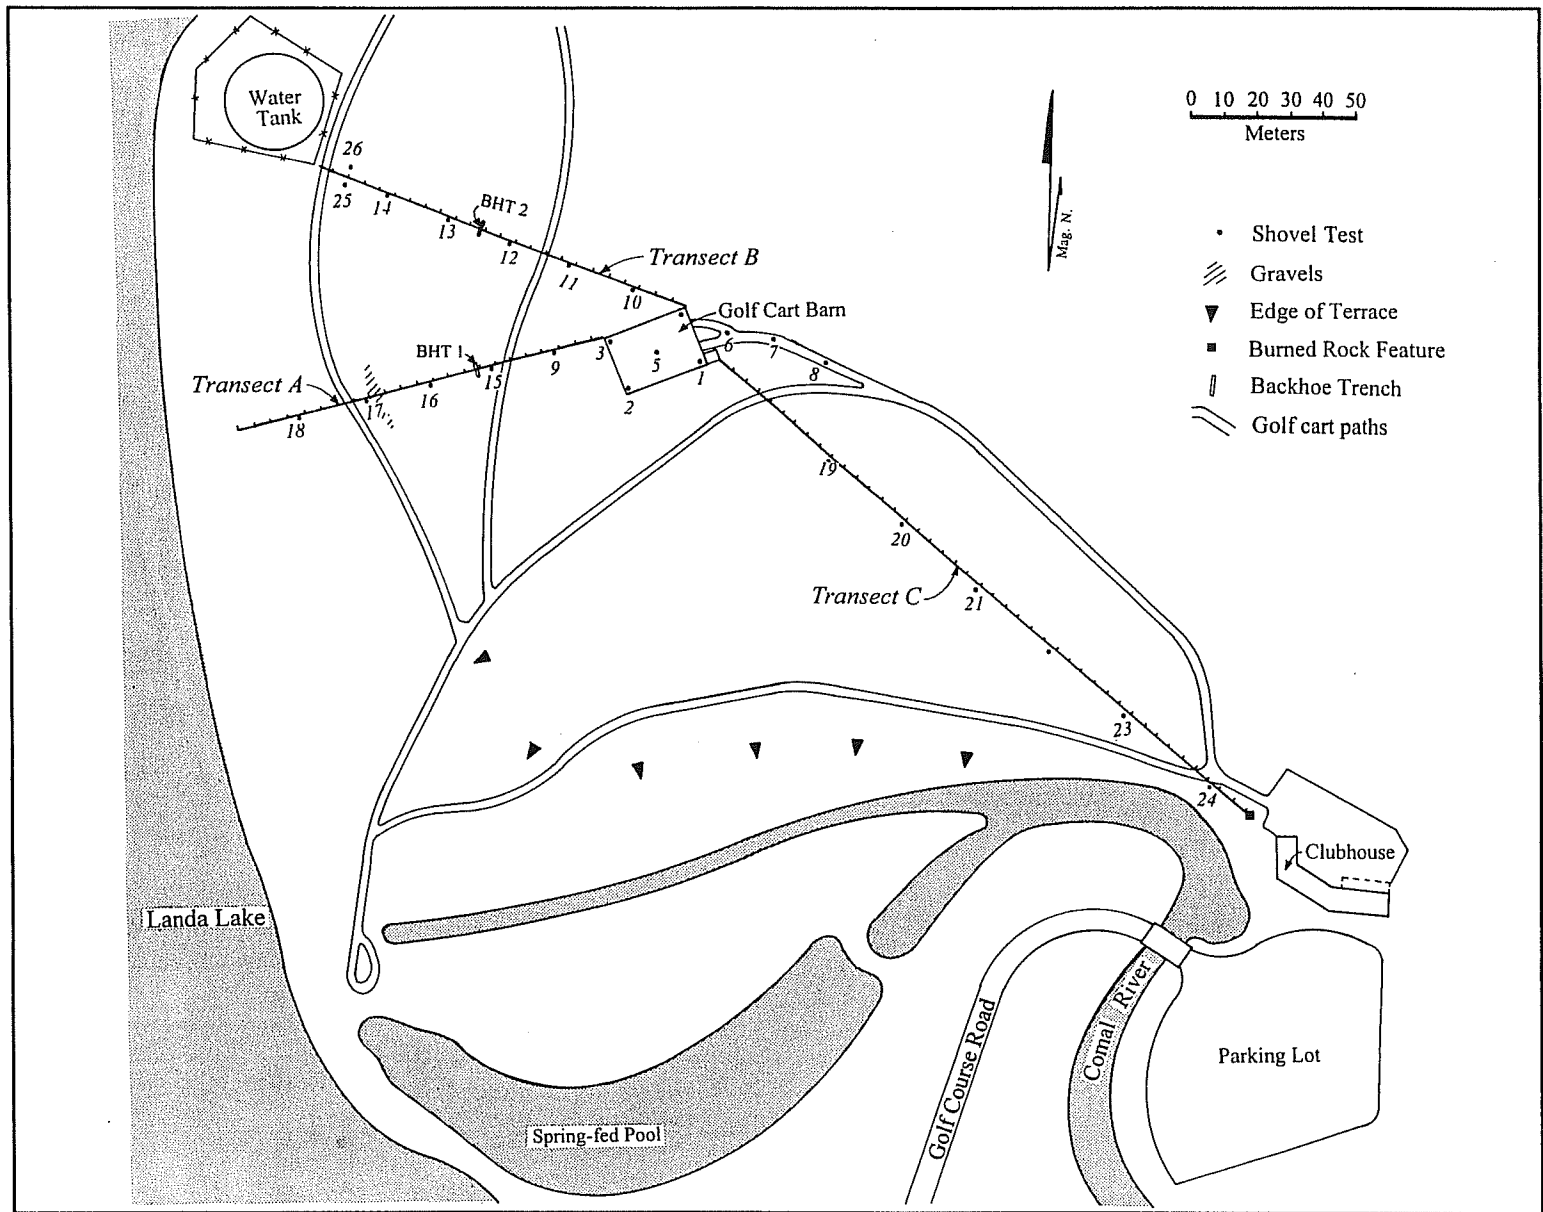 Water
Tank
0 10 20 30 40 50
Meters
Mag. N.
26
25
14
13
BHT 2
12
11
10
Transect B
Shovel Test
Gravels
Edge of Terrace
Burned Rock Feature
Backhoe Trench
Golf cart paths
Golf Cart Barn
3
5
1
2
6
7
8
BHT 1
15
9
16
17
18
Transect A
19
20
21
Transect C
23
24
Clubhouse
Landa Lake
Spring-fed Pool
Golf Course Road
Comal River
Parking Lot